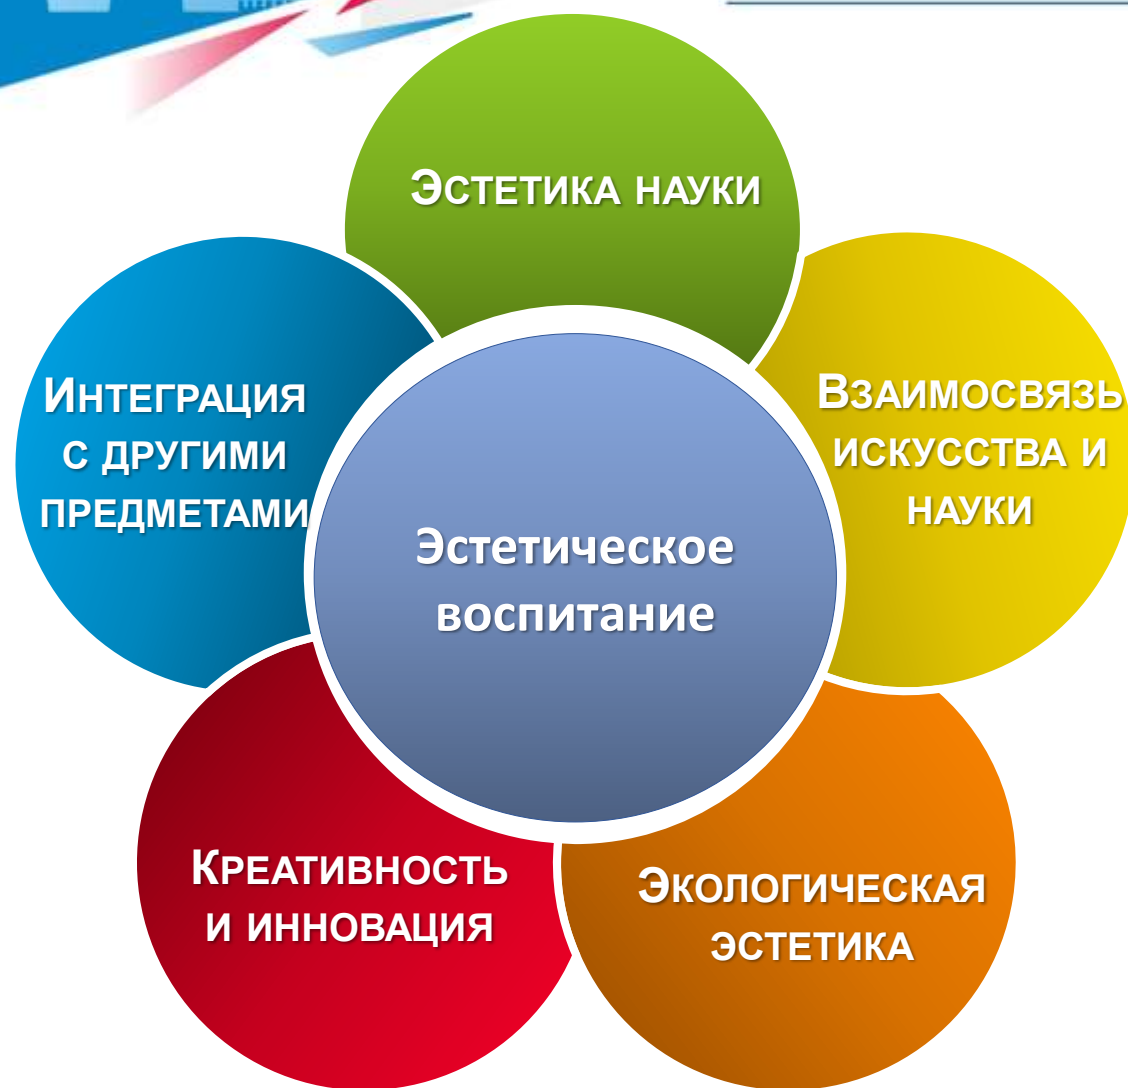 Эстетика науки
Взаимосвязь
искусства и
науки
Экологическая
эстетика
Креативность
и инновация
Интеграция
с другими
предметами
Эстетическое
воспитание